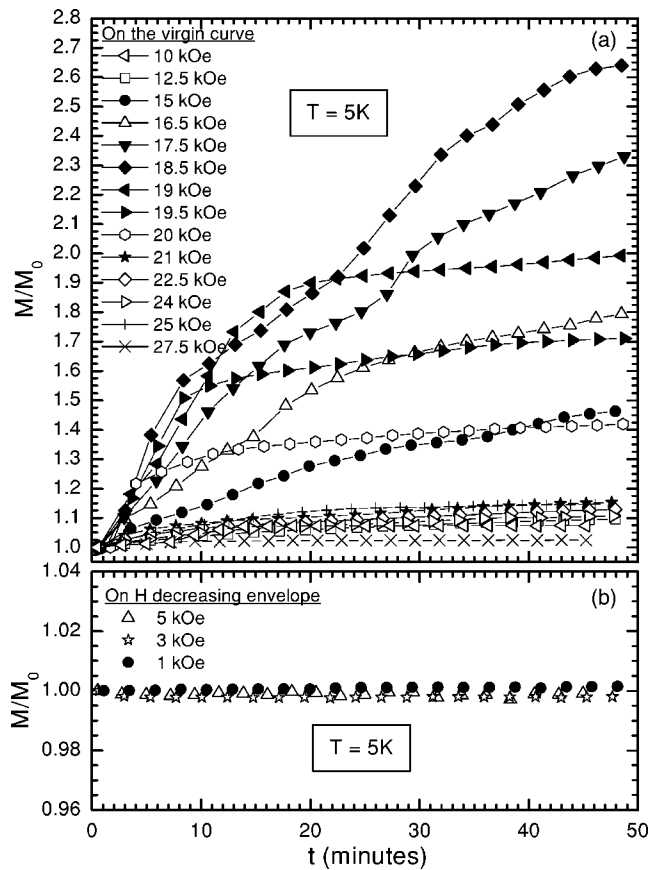 2.8
2.7
2.6
2.5
2.4
2.3
2.2
2.1
2.0
1.9
1.8
1.7
1.6
1.5
1.4
1.3
1.2
1.1
1.0
M/M₀
On the virgin curve
10 kOe
12.5 kOe
15 kOe
16.5 kOe
17.5 kOe
18.5 kOe
19 kOe
19.5 kOe
20 kOe
21 kOe
22.5 kOe
24 kOe
25 kOe
27.5 kOe
T = 5K
(a)
1.04
1.02
1.00
0.98
0.96
M/M₀
On H decreasing envelope
5 kOe
3 kOe
1 kOe
(b)
T = 5K
0 10 20 30 40 50
t (minutes)